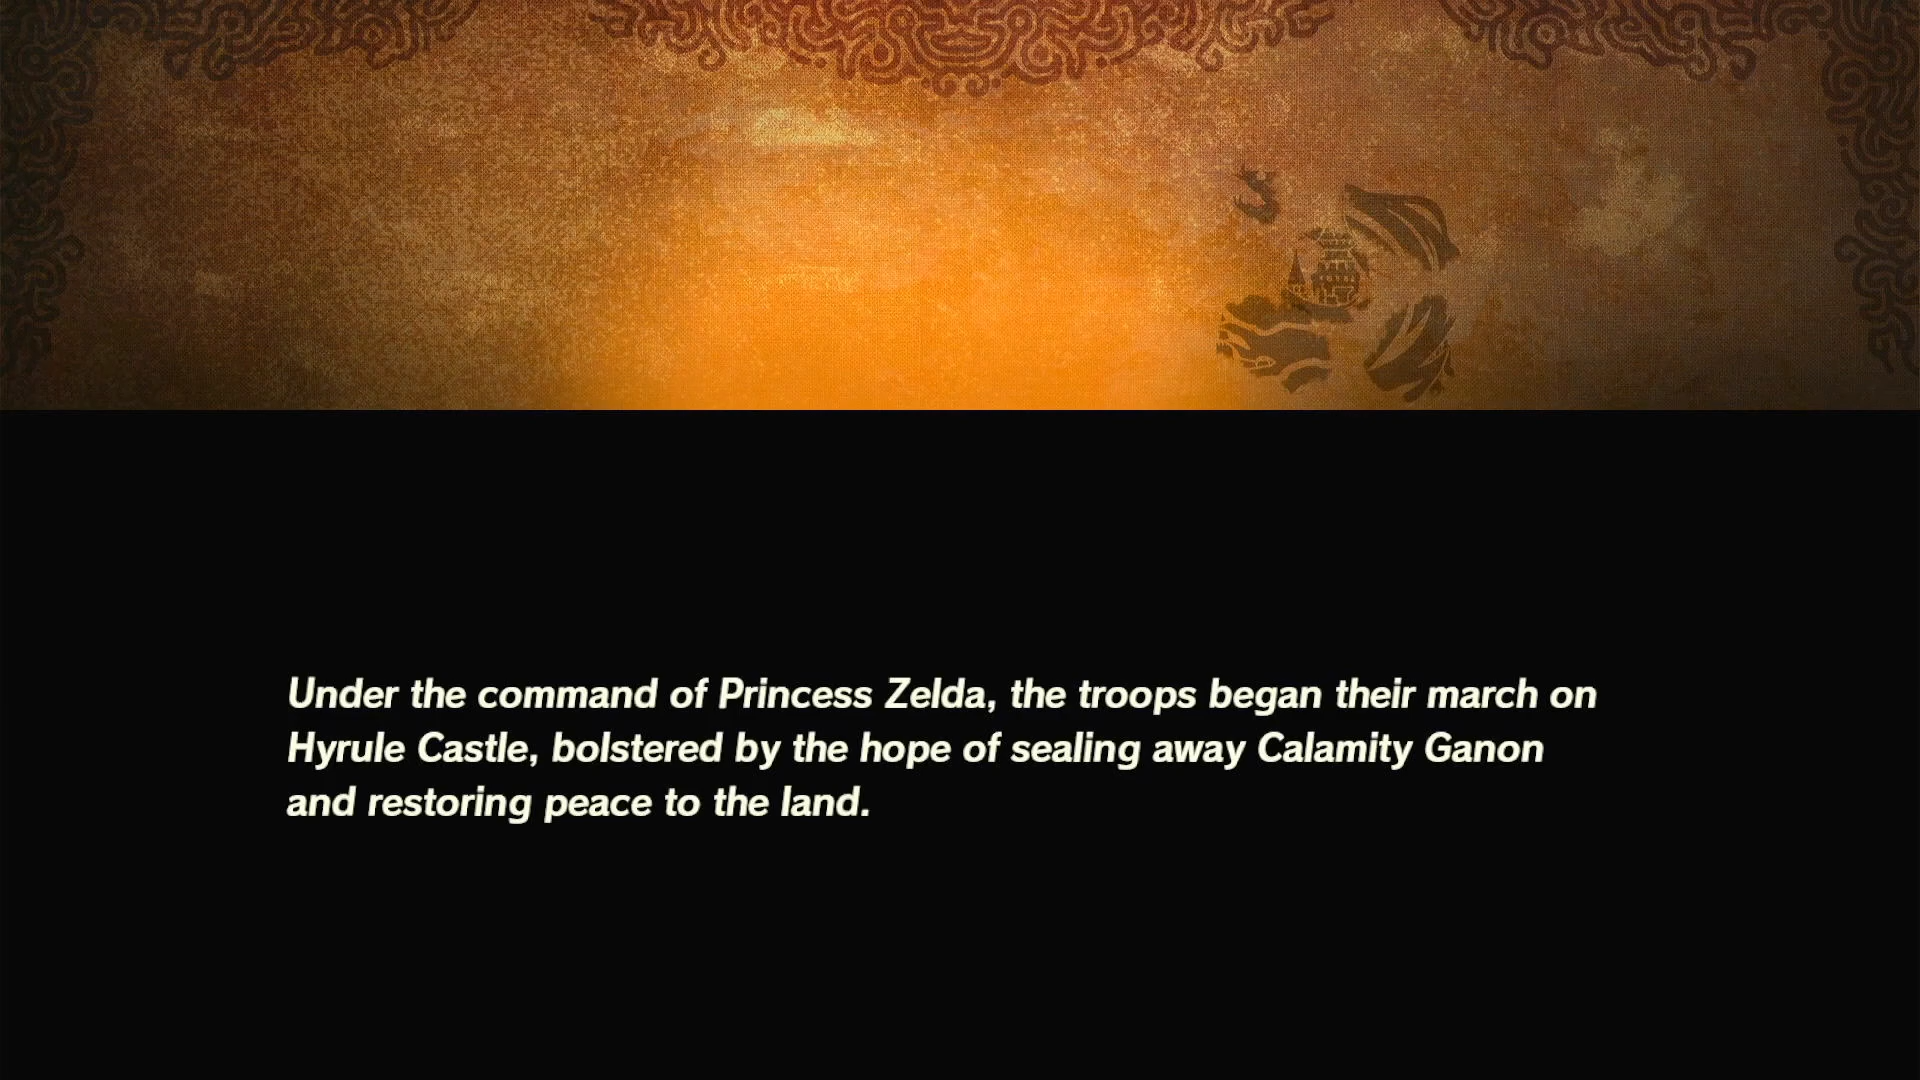 Under the command of Princess Zelda, the troops began their march on
Hyrule Castle, bolstered by the hope of sealing away Calamity Ganon
and restoring peace to the land.